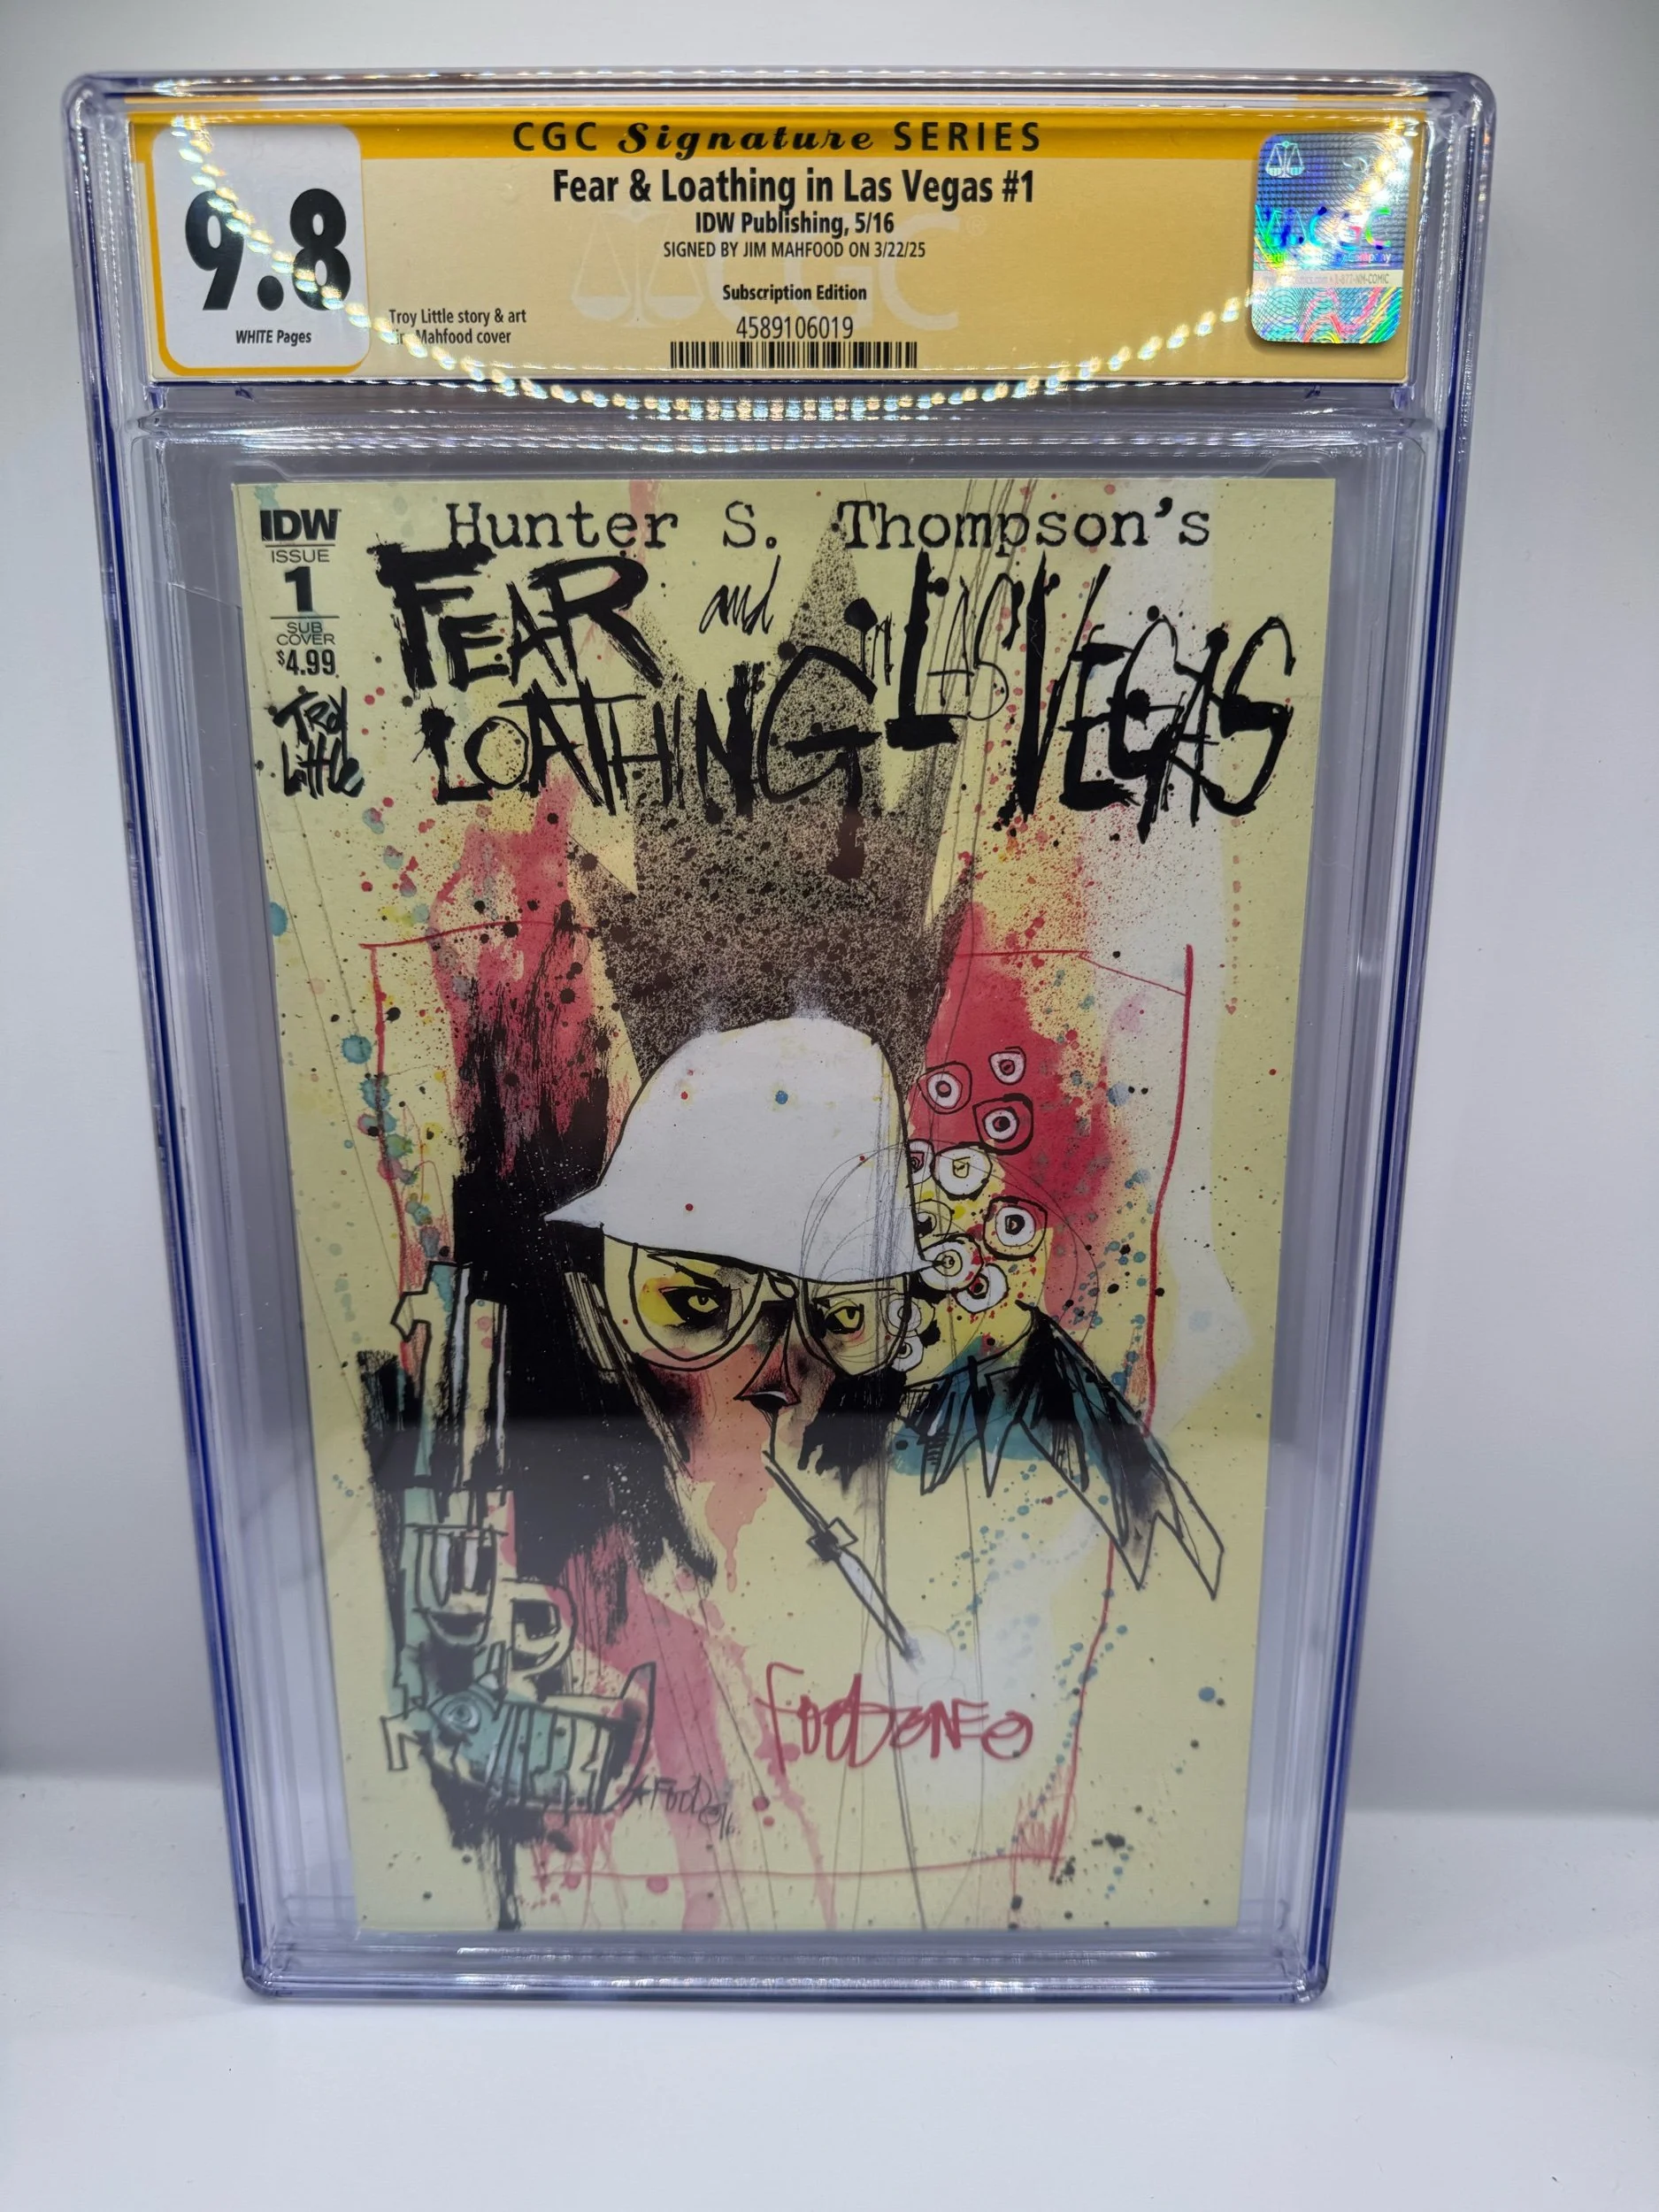 CGC Signature SERIES
9.8
WHITE Pages
Fear & Loathing in Las Vegas #1
IDW Publishing, 5/16
SIGNED BY JIM MAHFOOD ON 3/22/25
Subscription Edition
Troy Little story & art
Mahfood cover
4589106019
CGC
IDW
ISSUE
1
SUB
COVER
$4.99
TROY
LITTLE
Hunter S. Thompson's
FEAR and
LOATHING in LAS VEGAS
FOODONE